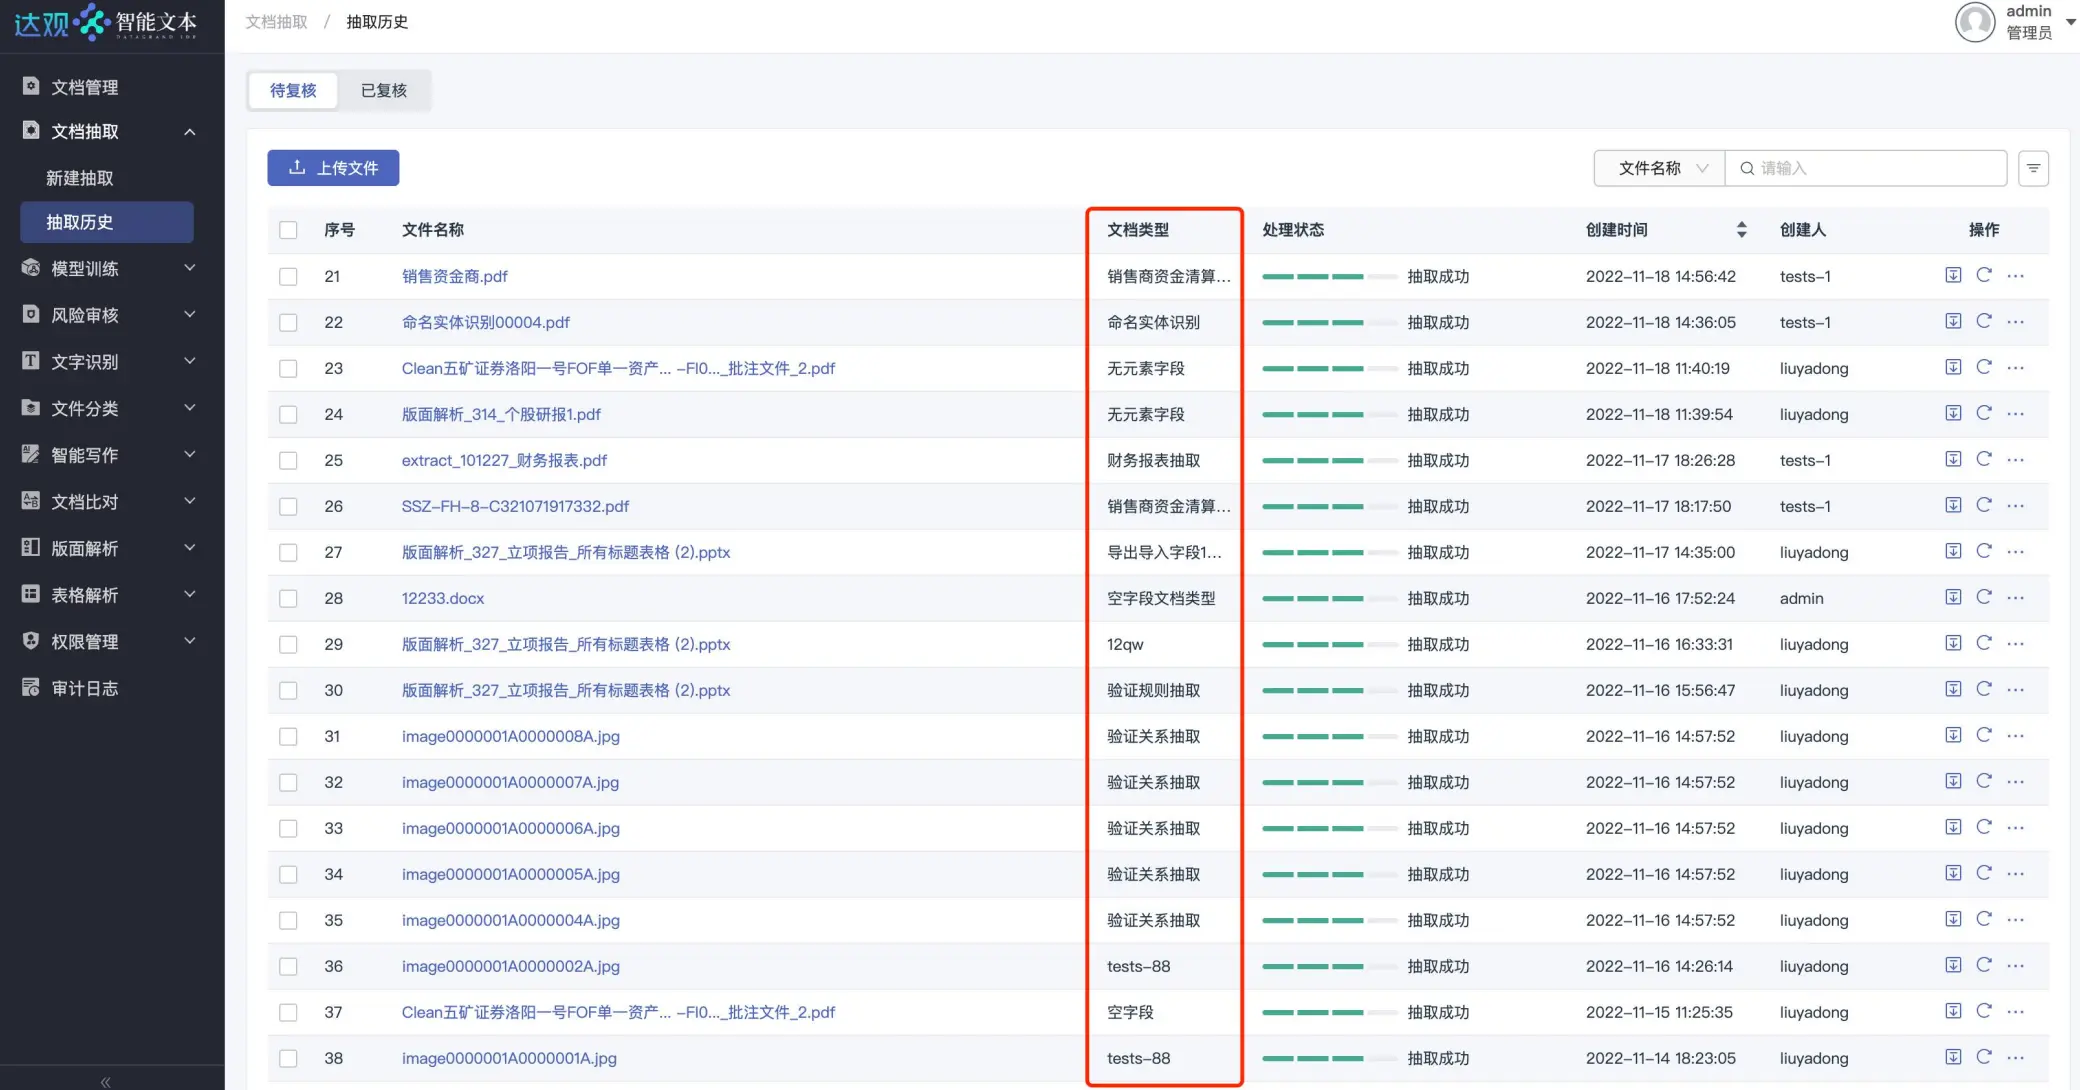 达观 智能文本
DATAGRAND IDP
文档抽取 / 抽取历史
admin
管理员
文档管理
文档抽取
新建抽取
抽取历史
模型训练
风险审核
文字识别
文件分类
智能写作
文档比对
版面解析
表格解析
权限管理
审计日志
待复核 已复核
上传文件 文件名称 请输入
序号 文件名称 文档类型 处理状态 创建时间 创建人 操作
21 销售资金商.pdf 销售商资金清算... 抽取成功 2022-11-18 14:56:42 tests-1
22 命名实体识别00004.pdf 命名实体识别 抽取成功 2022-11-18 14:36:05 tests-1
23 Clean五矿证券洛阳一号FOF单一资产... -FI0..._批注文件_2.pdf 无元素字段 抽取成功 2022-11-18 11:40:19 liuyadong
24 版面解析_314_个股研报1.pdf 无元素字段 抽取成功 2022-11-18 11:39:54 liuyadong
25 extract_101227_财务报表.pdf 财务报表抽取 抽取成功 2022-11-17 18:26:28 tests-1
26 SSZ-FH-8-C321071917332.pdf 销售商资金清算... 抽取成功 2022-11-17 18:17:50 tests-1
27 版面解析_327_立项报告_所有标题表格 (2).pptx 导出导入字段1... 抽取成功 2022-11-17 14:35:00 liuyadong
28 12233.docx 空字段文档类型 抽取成功 2022-11-16 17:52:24 admin
29 版面解析_327_立项报告_所有标题表格 (2).pptx 12qw 抽取成功 2022-11-16 16:33:31 liuyadong
30 版面解析_327_立项报告_所有标题表格 (2).pptx 验证规则抽取 抽取成功 2022-11-16 15:56:47 liuyadong
31 image0000001A0000008A.jpg 验证关系抽取 抽取成功 2022-11-16 14:57:52 liuyadong
32 image0000001A0000007A.jpg 验证关系抽取 抽取成功 2022-11-16 14:57:52 liuyadong
33 image0000001A0000006A.jpg 验证关系抽取 抽取成功 2022-11-16 14:57:52 liuyadong
34 image0000001A0000005A.jpg 验证关系抽取 抽取成功 2022-11-16 14:57:52 liuyadong
35 image0000001A0000004A.jpg 验证关系抽取 抽取成功 2022-11-16 14:57:52 liuyadong
36 image0000001A0000002A.jpg tests-88 抽取成功 2022-11-16 14:26:14 liuyadong
37 Clean五矿证券洛阳一号FOF单一资产... -FI0..._批注文件_2.pdf 空字段 抽取成功 2022-11-15 11:25:35 liuyadong
38 image0000001A0000001A.jpg tests-88 抽取成功 2022-11-14 18:23:05 liuyadong